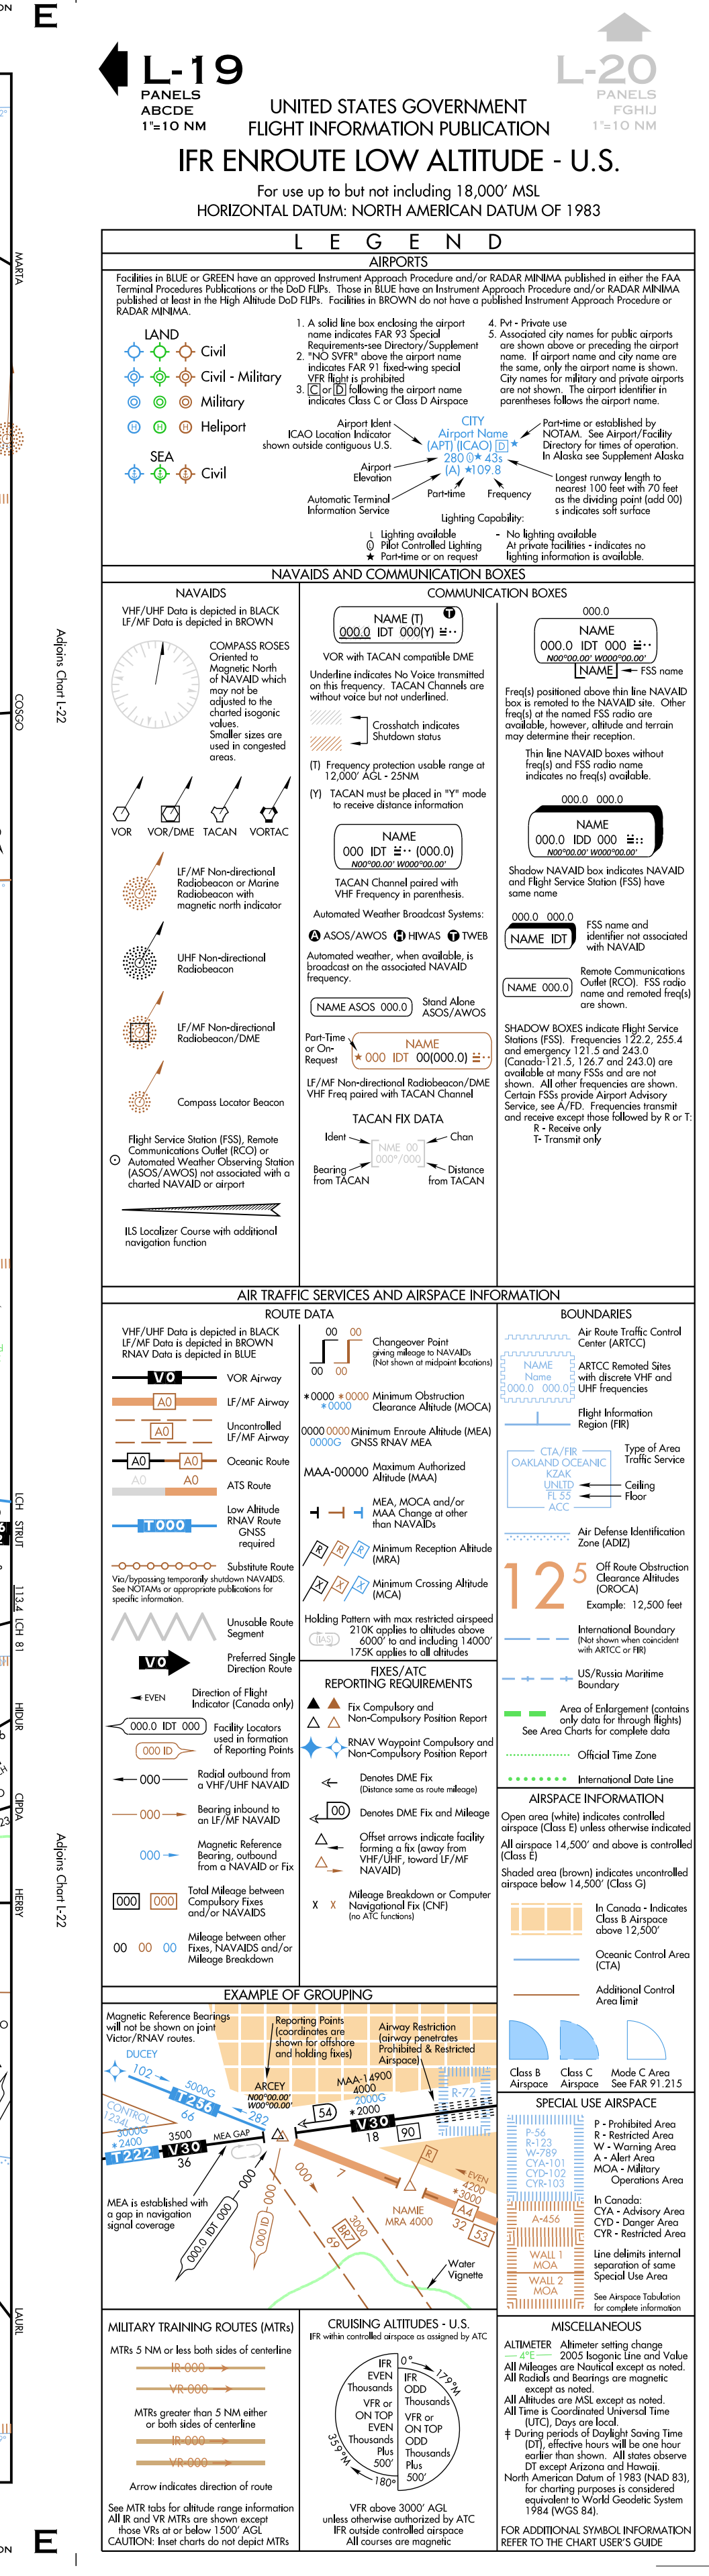 E
L-19
PANELS
ABCDE
1"=10 NM
L-20
PANELS
FGHIJ
1"=10 NM
UNITED STATES GOVERNMENT
FLIGHT INFORMATION PUBLICATION
IFR ENROUTE LOW ALTITUDE - U.S.
For use up to but not including 18,000' MSL
HORIZONTAL DATUM: NORTH AMERICAN DATUM OF 1983
LEGEND
AIRPORTS
Facilities in BLUE or GREEN have an approved Instrument Approach Procedure and/or RADAR MINIMA published in either the FAA
Terminal Procedures Publications or the DoD FLIPs. Those in BLUE have an Instrument Approach Procedure and/or RADAR MINIMA
published at least in the High Altitude DoD FLIPs. Facilities in BROWN do not have a published Instrument Approach Procedure or
RADAR MINIMA.
LAND
Civil
Civil - Military
Military
H H H Heliport
SEA
Civil
1. A solid line box enclosing the airport
name indicates FAR 93 Special
Requirements-see Directory/Supplement
2. "NO SVFR" above the airport name
indicates FAR 91 fixed-wing special
VFR flight is prohibited
3. C or D following the airport name
indicates Class C or Class D Airspace
4. Pvt - Private use
5. Associated city names for public airports
are shown above or preceding the airport
name. If airport name and city name are
the same, only the airport name is shown.
City names for military and private airports
are not shown. The airport identifier in
parentheses follows the airport name.
Airport Ident
ICAO Location Indicator
shown outside contiguous U.S.
Airport
Elevation
Automatic Terminal
Information Service
CITY
Airport Name
(APT) (ICAO) D ★
280 Ⓛ★ 43s
(A) ★109.8
Part-time
Frequency
Part-time or established by
NOTAM. See Airport/Facility
Directory for times of operation.
In Alaska see Supplement Alaska
Longest runway length to
nearest 100 feet with 70 feet
as the dividing point (add 00)
s indicates soft surface
Lighting Capability:
L Lighting available
Ⓛ Pilot Controlled Lighting
★ Part-time or on request
- No lighting available
At private facilities - indicates no
lighting information is available.
NAVAIDS AND COMMUNICATION BOXES
NAVAIDS
VHF/UHF Data is depicted in BLACK
LF/MF Data is depicted in BROWN
COMPASS ROSES
Oriented to
Magnetic North
of NAVAID which
may not be
adjusted to the
charted isogonic
values.
Smaller sizes are
used in congested
areas.
VOR VOR/DME TACAN VORTAC
LF/MF Non-directional
Radiobeacon or Marine
Radiobeacon with
magnetic north indicator
UHF Non-directional
Radiobeacon
LF/MF Non-directional
Radiobeacon/DME
Compass Locator Beacon
Flight Service Station (FSS), Remote
Communications Outlet (RCO) or
Automated Weather Observing Station
(ASOS/AWOS) not associated with a
charted NAVAID or airport
ILS Localizer Course with additional
navigation function
COMMUNICATION BOXES
T
NAME (T)
000.0 IDT 000(Y)
VOR with TACAN compatible DME
Underline indicates No Voice transmitted
on this frequency. TACAN Channels are
without voice but not underlined.
Crosshatch indicates
Shutdown status
(T) Frequency protection usable range at
12,000' AGL - 25NM
(Y) TACAN must be placed in "Y" mode
to receive distance information
NAME
000 IDT (000.0)
N00°00.00' W000°00.00'
TACAN Channel paired with
VHF Frequency in parenthesis.
Automated Weather Broadcast Systems:
A ASOS/AWOS H HIWAS T TWEB
Automated weather, when available, is
broadcast on the associated NAVAID
frequency.
NAME ASOS 000.0
Stand Alone
ASOS/AWOS
Part-Time
or On-
Request
NAME
★ 000 IDT 00(000.0)
LF/MF Non-directional Radiobeacon/DME
VHF Freq paired with TACAN Channel
TACAN FIX DATA
Ident
Chan
NME 00
000°/000
Bearing
from TACAN
Distance
from TACAN
000.0
NAME
000.0 IDT 000
N00°00.00' W000°00.00'
NAME FSS name
Freq(s) positioned above thin line NAVAID
box is remoted to the NAVAID site. Other
freq(s) at the named FSS radio are
available, however, altitude and terrain
may determine their reception.
Thin line NAVAID boxes without
freq(s) and FSS radio name
indicates no freq(s) available.
000.0 000.0
NAME
000.0 IDD 000
N00°00.00' W000°00.00'
Shadow NAVAID box indicates NAVAID
and Flight Service Station (FSS) have
same name
000.0 000.0
NAME IDT
FSS name and
identifier not associated
with NAVAID
NAME 000.0
Remote Communications
Outlet (RCO). FSS radio
name and remoted freq(s)
are shown.
SHADOW BOXES indicate Flight Service
Stations (FSS). Frequencies 122.2, 255.4
and emergency 121.5 and 243.0
(Canada-121.5, 126.7 and 243.0) are
available at many FSSs and are not
shown. All other frequencies are shown.
Certain FSSs provide Airport Advisory
Service, see A/FD. Frequencies transmit
and receive except those followed by R or T:
R - Receive only
T- Transmit only
AIR TRAFFIC SERVICES AND AIRSPACE INFORMATION
ROUTE DATA
VHF/UHF Data is depicted in BLACK
LF/MF Data is depicted in BROWN
RNAV Data is depicted in BLUE
V0 VOR Airway
A0 LF/MF Airway
A0 Uncontrolled
LF/MF Airway
A0 A0 Oceanic Route
A0 A0 ATS Route
T000
Low Altitude
RNAV Route
GNSS
required
Substitute Route
Via/bypassing temporarily shutdown NAVAIDS.
See NOTAMs or appropriate publications for
specific information.
Unusable Route
Segment
V0 Preferred Single
Direction Route
EVEN Direction of Flight
Indicator (Canada only)
000.0 IDT 000
000 ID
Facility Locators
used in formation
of Reporting Points
000 Radial outbound from
a VHF/UHF NAVAID
000 Bearing inbound to
an LF/MF NAVAID
000 Magnetic Reference
Bearing, outbound
from a NAVAID or Fix
000 000 Total Mileage between
Compulsory Fixes
and/or NAVAIDS
00 00 00 Mileage between other
Fixes, NAVAIDS and/or
Mileage Breakdown
00 00
00 00
Changeover Point
giving mileage to NAVAIDs
(Not shown at midpoint locations)
*0000 *0000
*0000
Minimum Obstruction
Clearance Altitude (MOCA)
0000 0000 Minimum Enroute Altitude (MEA)
0000G GNSS RNAV MEA
MAA-00000 Maximum Authorized
Altitude (MAA)
MEA, MOCA and/or
MAA Change at other
than NAVAIDs
R R R Minimum Reception Altitude
(MRA)
X X X Minimum Crossing Altitude
(MCA)
Holding Pattern with max restricted airspeed
(IAS)
210K applies to altitudes above
6000' to and including 14000'
175K applies to all altitudes
FIXES/ATC
REPORTING REQUIREMENTS
Fix Compulsory and
Non-Compulsory Position Report
RNAV Waypoint Compulsory and
Non-Compulsory Position Report
Denotes DME Fix
(Distance same as route mileage)
00 Denotes DME Fix and Mileage
Offset arrows indicate facility
forming a fix (away from
VHF/UHF, toward LF/MF
NAVAID)
X X Mileage Breakdown or Computer
Navigational Fix (CNF)
(no ATC functions)
BOUNDARIES
Air Route Traffic Control
Center (ARTCC)
NAME
Name
000.0 000.0
ARTCC Remoted Sites
with discrete VHF and
UHF frequencies
Flight Information
Region (FIR)
CTA/FIR
OAKLAND OCEANIC
KZAK
UNLTD
FL 55
ACC
Type of Area
Traffic Service
Ceiling
Floor
Air Defense Identification
Zone (ADIZ)
12 5
Off Route Obstruction
Clearance Altitudes
(OROCA)
Example: 12,500 feet
International Boundary
(Not shown when coincident
with ARTCC or FIR)
US/Russia Maritime
Boundary
Area of Enlargement (contains
only data for through flights)
See Area Charts for complete data
Official Time Zone
International Date Line
AIRSPACE INFORMATION
Open area (white) indicates controlled
airspace (Class E) unless otherwise indicated
All airspace 14,500' and above is controlled
(Class E)
Shaded area (brown) indicates uncontrolled
airspace below 14,500' (Class G)
In Canada - Indicates
Class B Airspace
above 12,500'
Oceanic Control Area
(CTA)
Additional Control
Area limit
Class B
Airspace
Class C
Airspace
Mode C Area
See FAR 91.215
SPECIAL USE AIRSPACE
P-56
R-123
W-789
CYA-101
CYD-102
CYR-103
A-456
WALL 1
MOA
WALL 2
MOA
P - Prohibited Area
R - Restricted Area
W - Warning Area
A - Alert Area
MOA - Military
Operations Area
In Canada:
CYA - Advisory Area
CYD - Danger Area
CYR - Restricted Area
Line delimits internal
separation of same
Special Use Area
See Airspace Tabulation
for complete information
EXAMPLE OF GROUPING
Magnetic Reference Bearings
will not be shown on joint
Victor/RNAV routes.
Reporting Points
(coordinates are
shown for offshore
and holding fixes)
Airway Restriction
(airway penetrates
Prohibited & Restricted
Airspace)
DUCEY
102
5000G
T256
66
282
ARCEY
N00°00.00'
W00°00.00'
MAA-14900
4000
2000G
*2000
V30
18
54
90
R-72
CONTROL
1234L
3000G
*2400
T222
3500
V30
36
MEA GAP
MEA is established with
a gap in navigation
signal coverage
000.0 IDT 000
000
000 ID
000
000
7
R
EVEN
4200
*3000
A4
32
53
NAMIE
MRA 4000
BR7
3000
69
Water
Vignette
MILITARY TRAINING ROUTES (MTRs)
MTRs 5 NM or less both sides of centerline
IR-000
VR-000
MTRs greater than 5 NM either
or both sides of centerline
IR-000
VR-000
Arrow indicates direction of route
See MTR tabs for altitude range information
All IR and VR MTRs are shown except
those VRs at or below 1500' AGL
CAUTION: Inset charts do not depict MTRs
CRUISING ALTITUDES - U.S.
IFR within controlled airspace as assigned by ATC
0°
179°M
180°
359°M
IFR
EVEN
Thousands
VFR or
ON TOP
EVEN
Thousands
Plus
500'
IFR
ODD
Thousands
VFR or
ON TOP
ODD
Thousands
Plus
500'
VFR above 3000' AGL
unless otherwise authorized by ATC
IFR outside controlled airspace
All courses are magnetic
MISCELLANEOUS
ALTIMETER Altimeter setting change
4°E 2005 Isogonic Line and Value
All Mileages are Nautical except as noted.
All Radials and Bearings are magnetic
except as noted.
All Altitudes are MSL except as noted.
All Time is Coordinated Universal Time
(UTC), Days are local.
‡ During periods of Daylight Saving Time
(DT), effective hours will be one hour
earlier than shown. All states observe
DT except Arizona and Hawaii.
North American Datum of 1983 (NAD 83),
for charting purposes is considered
equivalent to World Geodetic System
1984 (WGS 84).
FOR ADDITIONAL SYMBOL INFORMATION
REFER TO THE CHART USER'S GUIDE
MARTA
COSGO
Adjoins Chart L-22
LCH
STRUT
113.4 LCH 81
HIDUR
CIPDA
HERBY
Adjoins Chart L-22
LAURL
E